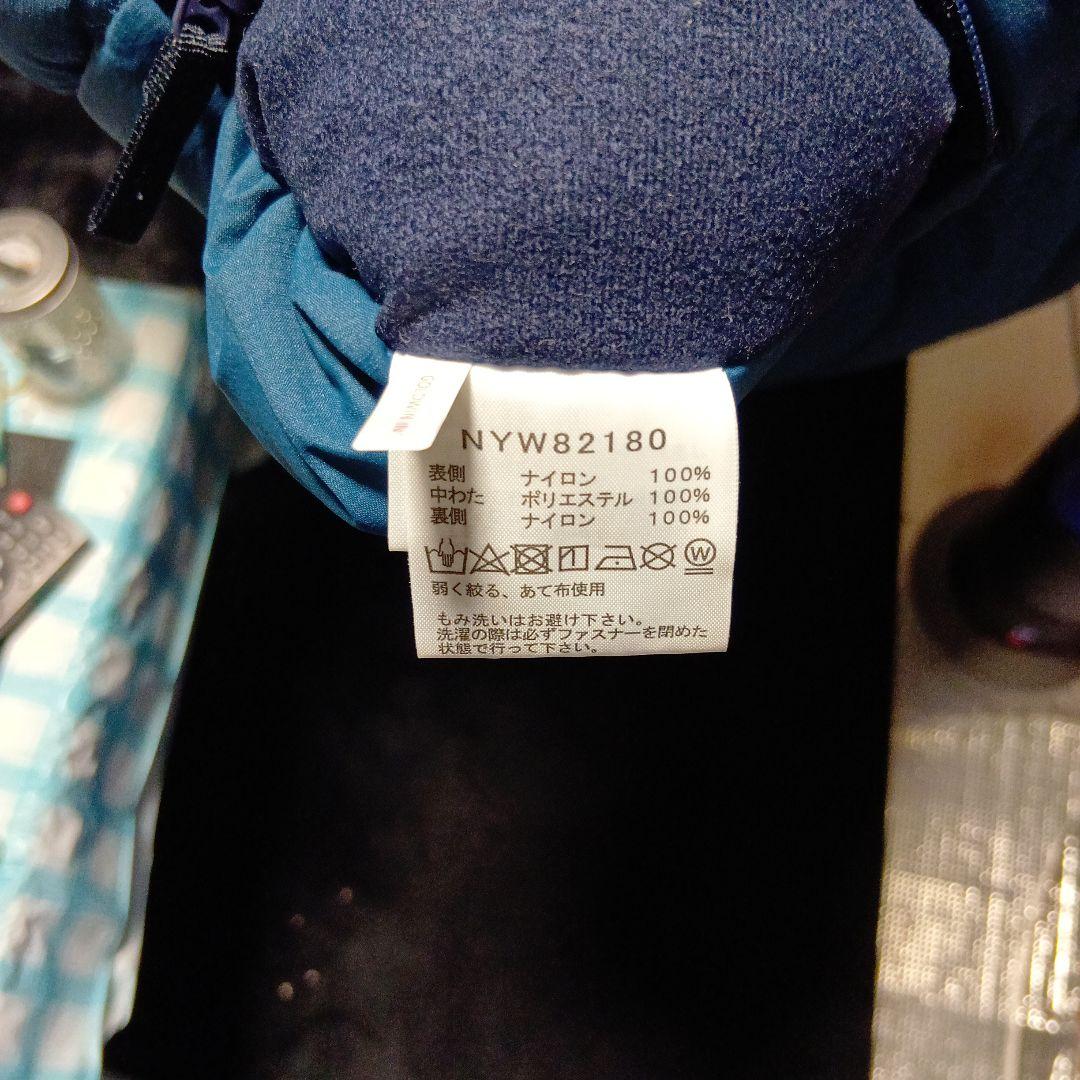 GOLDWIN INC.
NYW82180
表側 ナイロン 100%
中わた ポリエステル 100%
裏側 ナイロン 100%
W
弱く絞る、あて布使用
もみ洗いはお避け下さい。
洗濯の際は必ずファスナーを閉めた
状態で行って下さい。